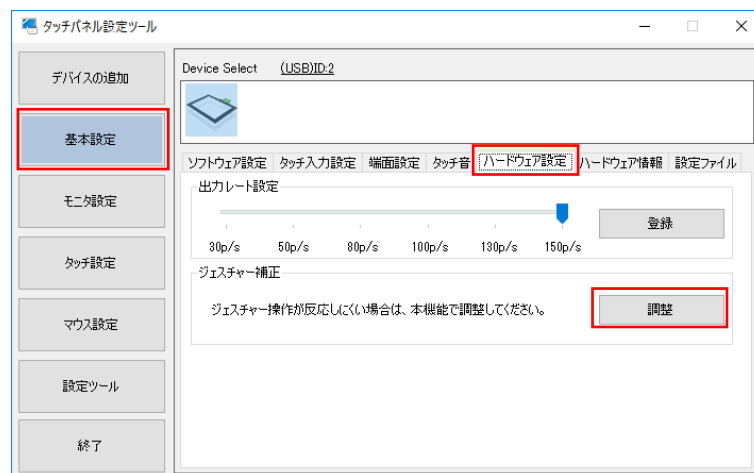 タッチパネル設定ツール
デバイスの追加
基本設定
モニタ設定
タッチ設定
マウス設定
設定ツール
終了
Device Select (USB)ID:2
ソフトウェア設定 タッチ入力設定 端面設定 タッチ音 ハードウェア設定 ハードウェア情報 設定ファイル
出力レート設定
30p/s 50p/s 80p/s 100p/s 130p/s 150p/s
登録
ジェスチャー補正
ジェスチャー操作が反応しにくい場合は、本機能で調整してください。
調整